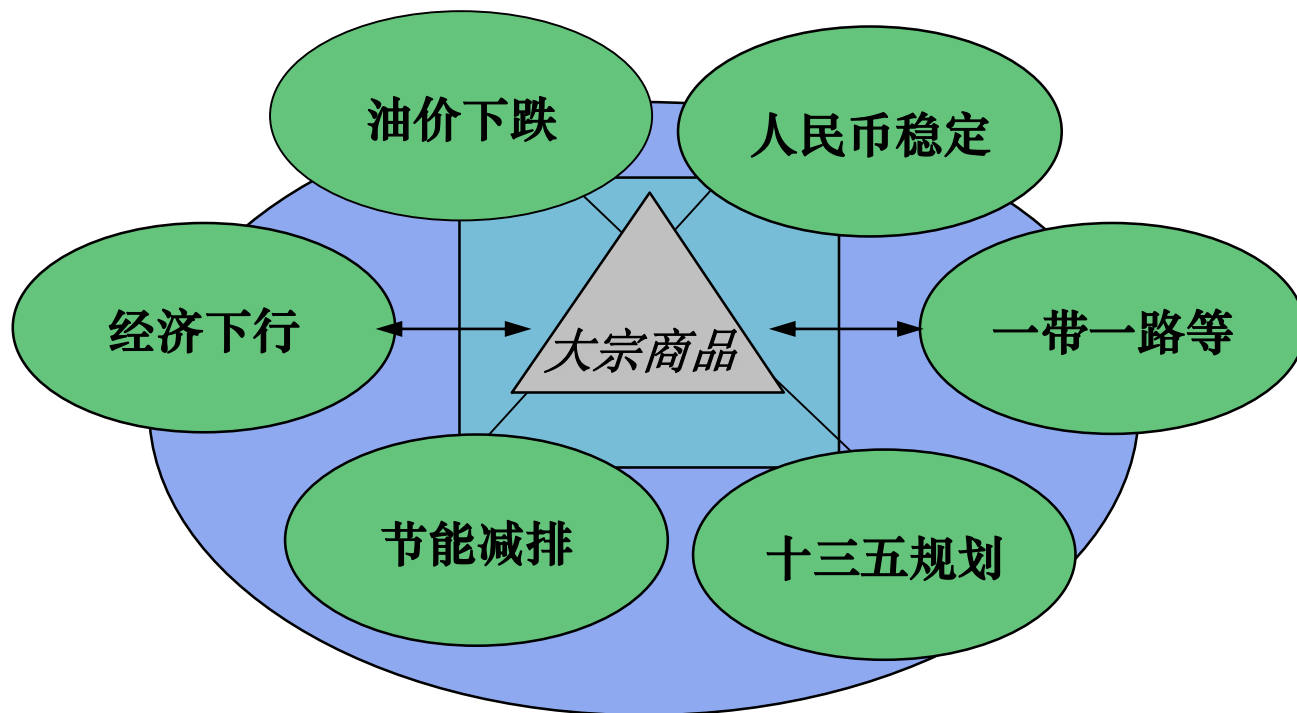 油价下跌
人民币稳定
经济下行
大宗商品
一带一路等
节能减排
十三五规划